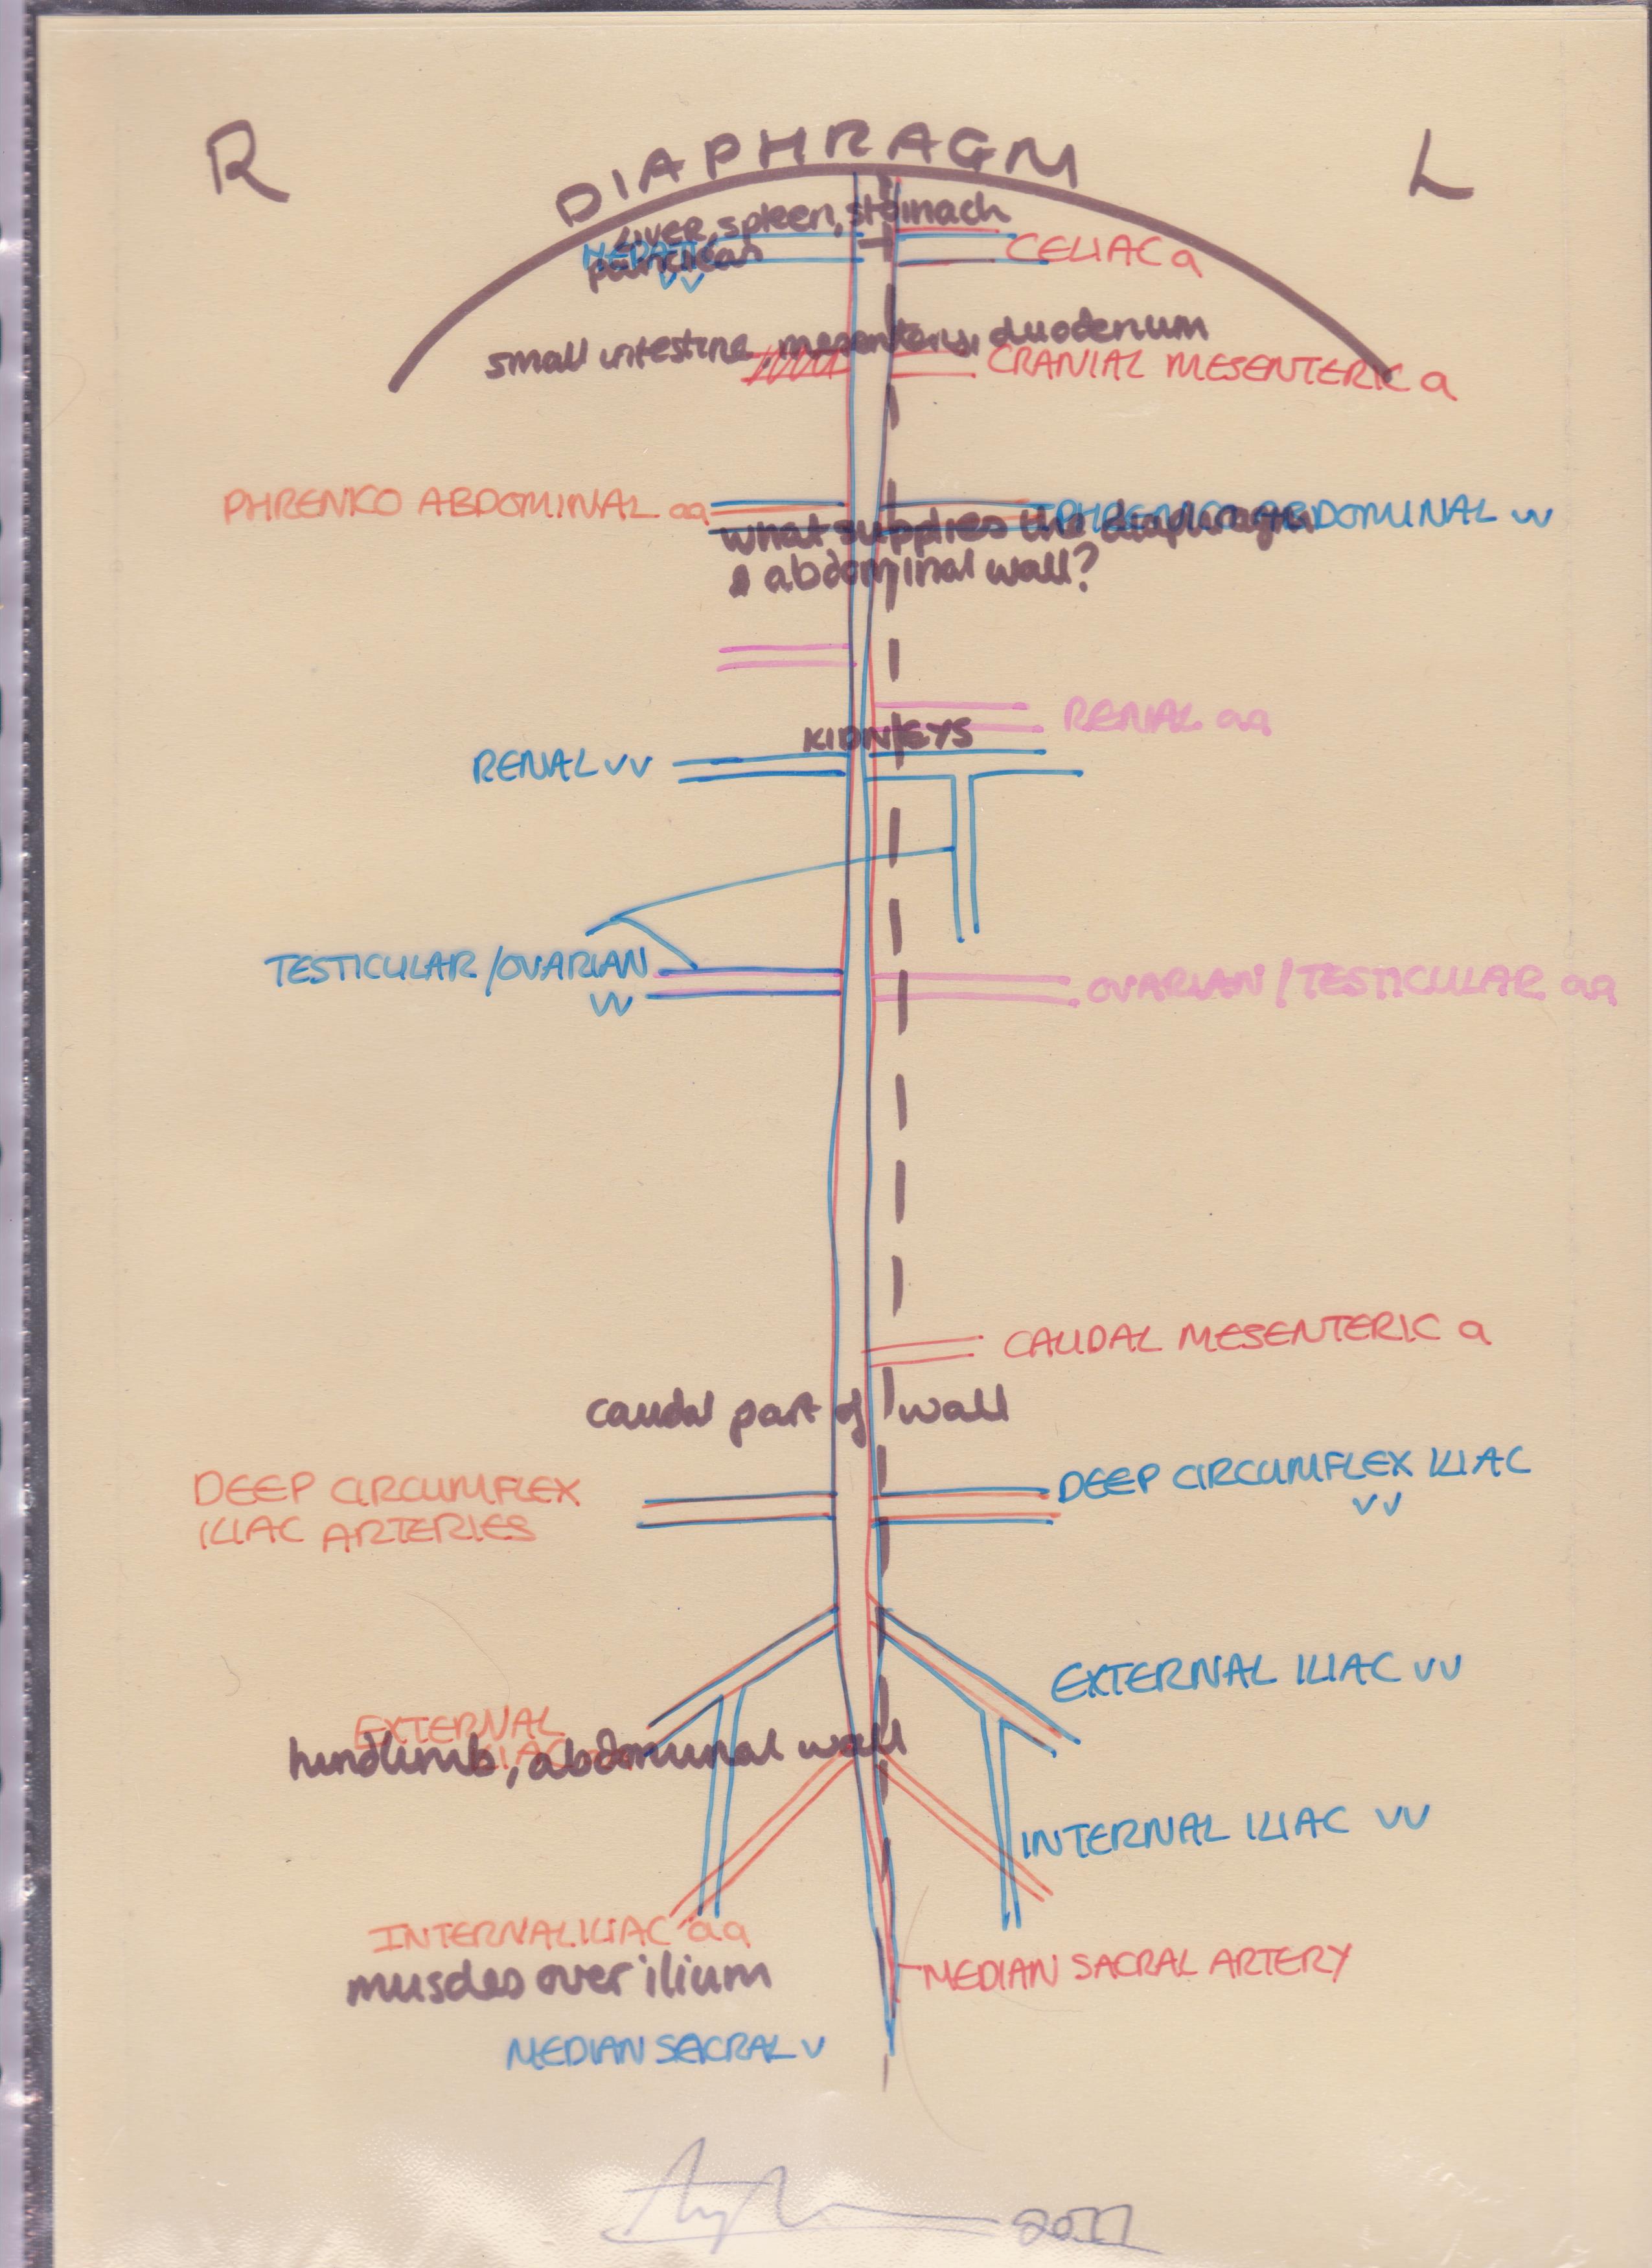 R
DIAPHRAGM
L
Liver, spleen, stomach
HEPATIC
pancreas
VV
CELIAC a
small intestine, mesenteries, duodenum
CRANIAL MESENTERIC a
PHRENICO ABDOMINAL aa
PHRENICO ABDOMINAL vv
what supplies the diaphragm
& abdominal wall?
RENAL aa
KIDNEYS
RENAL VV
TESTICULAR/OVARIAN
VV
OVARIAN/TESTICULAR aa
CAUDAL MESENTERIC a
caudal part of wall
DEEP CIRCUMFLEX
ILIAC ARTERIES
DEEP CIRCUMFLEX ILIAC
VV
EXTERNAL ILIAC VV
EXTERNAL
ILIAC
hindlimb, abdominal wall
INTERNAL ILIAC VV
INTERNAL ILIAC aa
MEDIAN SACRAL ARTERY
muscles over ilium
MEDIAN SACRAL V